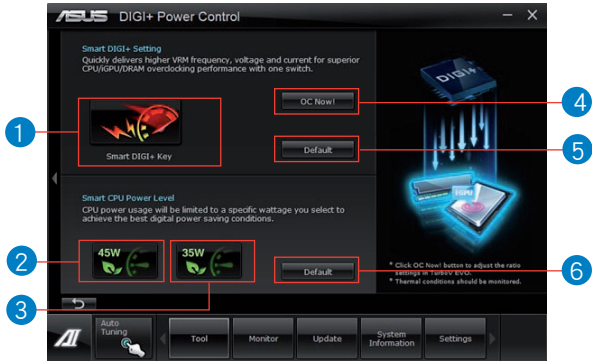 ASUS DIGI+ Power Control
Smart DIGI+ Setting
Quickly delivers higher VRM frequency, voltage and current for superior
CPU/iGPU/DRAM overclocking performance with one switch.
DIGI+
1
OC Now!
4
Smart DIGI+ Key
Default
5
iGPU
Smart CPU Power Level
CPU power usage will be limited to a specific wattage you select to
achieve the best digital power saving conditions.
2
45W
35W
3
Default
6
* Click OC Now! button to adjust the ratio
settings in TurboV EVO.
* Thermal conditions should be monitored.
AI
Auto
Tuning
Tool
Monitor
Update
System
Information
Settings